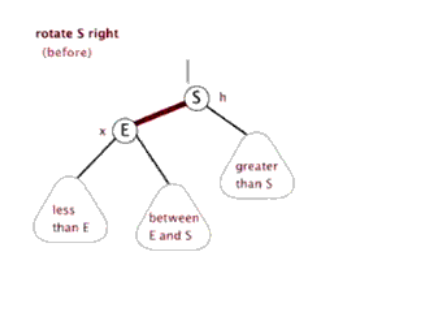 rotate S right
(before)
S h
x E
greater
than S
less
than E
between
E and S